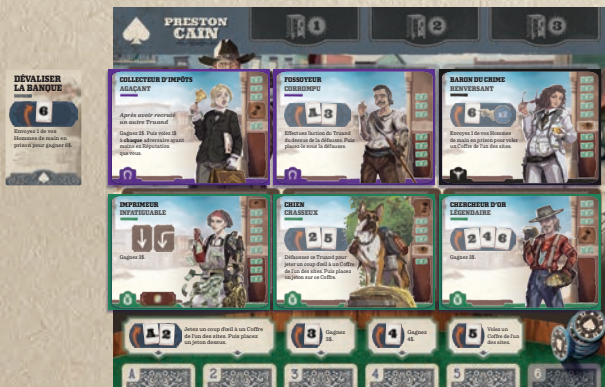 PRESTON
CAIN
1
2
3
DÉVALISER
LA BANQUE
6
Envoyez 1 de vos
Hommes de main en
prison pour gagner 6$.
COLLECTEUR D'IMPÔTS
AGAÇANT
Après avoir recruté
un autre Truand
Gagnez 2$. Puis volez 1$
à chaque adversaire ayant
moins en Réputation
que vous.
FOSSOYEUR
CORROMPU
1 3
Effectuez l'action du Truand
du dessus de la défausse. Puis
placez-le sous la défausse.
BARON DU CRIME
RENVERSANT
6 x2
Envoyez 1 de vos Hommes
de main en prison pour voler
un Coffre de l'un des sites.
IMPRIMEUR
INFATIGUABLE
Gagnez 3$.
CHIEN
CRASSEUX
2 5
Défaussez ce Truand pour
jeter un coup d'œil à un Coffre
de l'un des sites. Puis placez
un jeton sur ce Coffre.
CHERCHEUR D'OR
LÉGENDAIRE
2 4 6
Gagnez 3$.
1 2
Jetez un coup d'œil à un Coffre
de l'un des sites. Puis placez
un jeton dessus.
3
Gagnez
3$.
4
Gagnez
4$.
5
Volez un
Coffre de l'un
des sites.
A
2
3
4
5
6